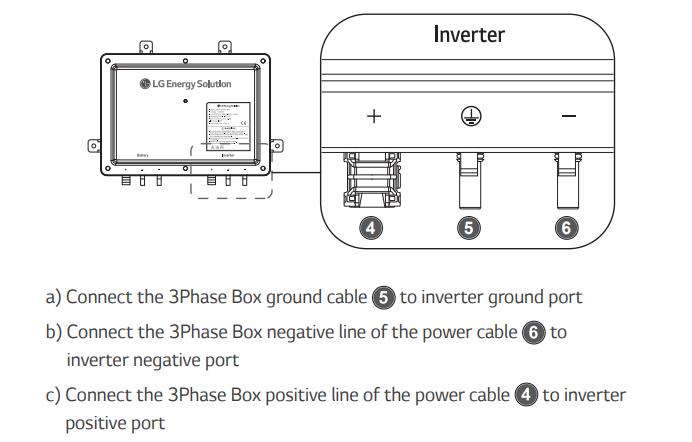 Inverter
LG Energy Solution
Battery
Inverter
+
−
4
5
6
a) Connect the 3Phase Box ground cable 5 to inverter ground port
b) Connect the 3Phase Box negative line of the power cable 6 to
inverter negative port
c) Connect the 3Phase Box positive line of the power cable 4 to inverter
positive port